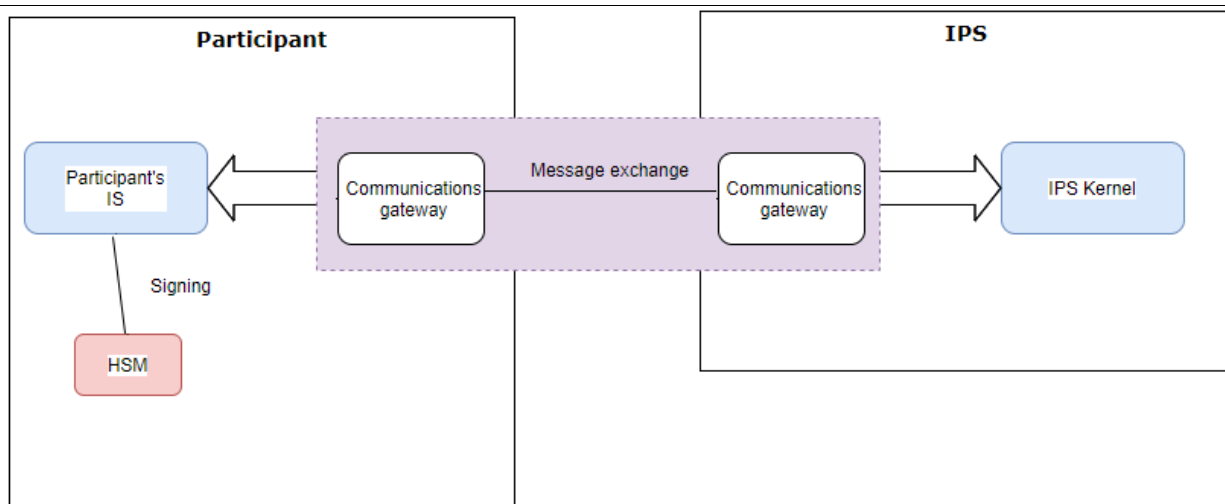 Participant
IPS
Participant's
IS
Communications
gateway
Message exchange
Communications
gateway
IPS Kernel
Signing
HSM